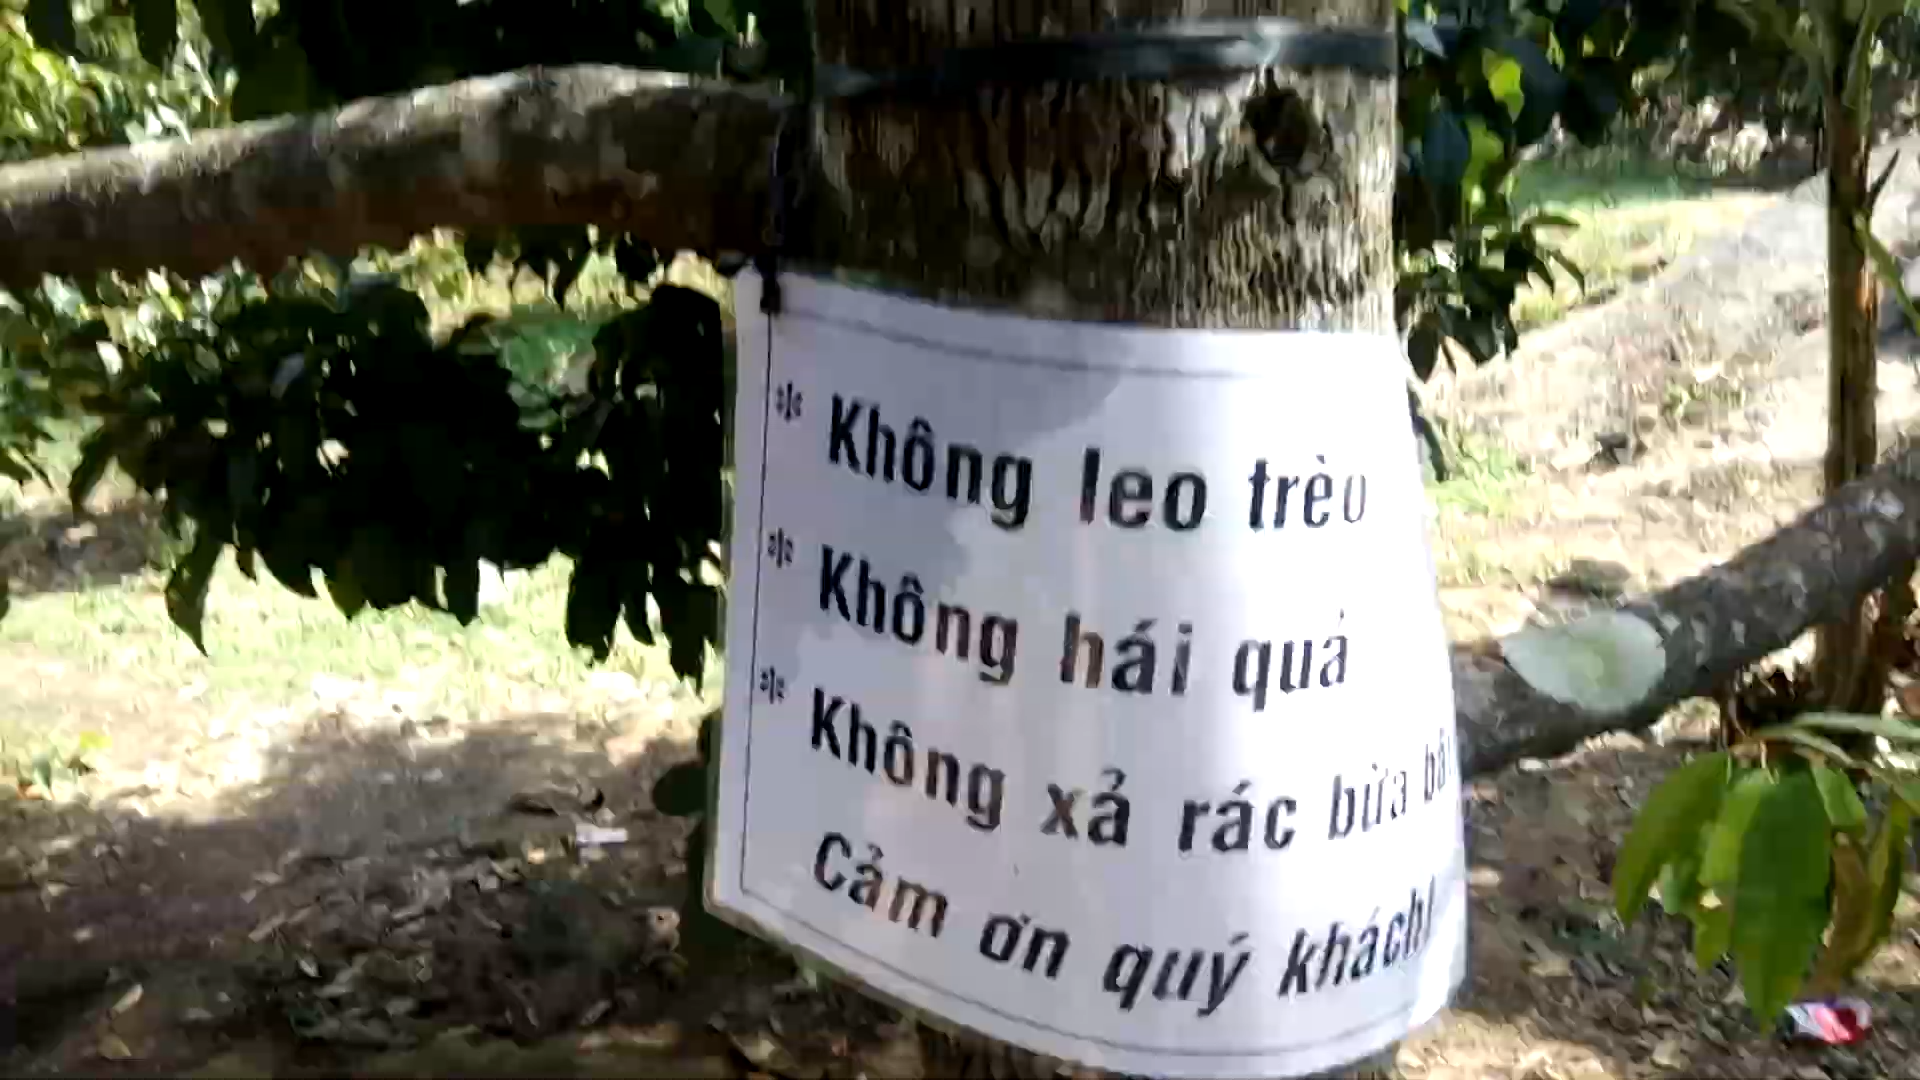 * Không leo trèo
* Không hái quả
* Không xả rác bừa
Cảm ơn quý khách!